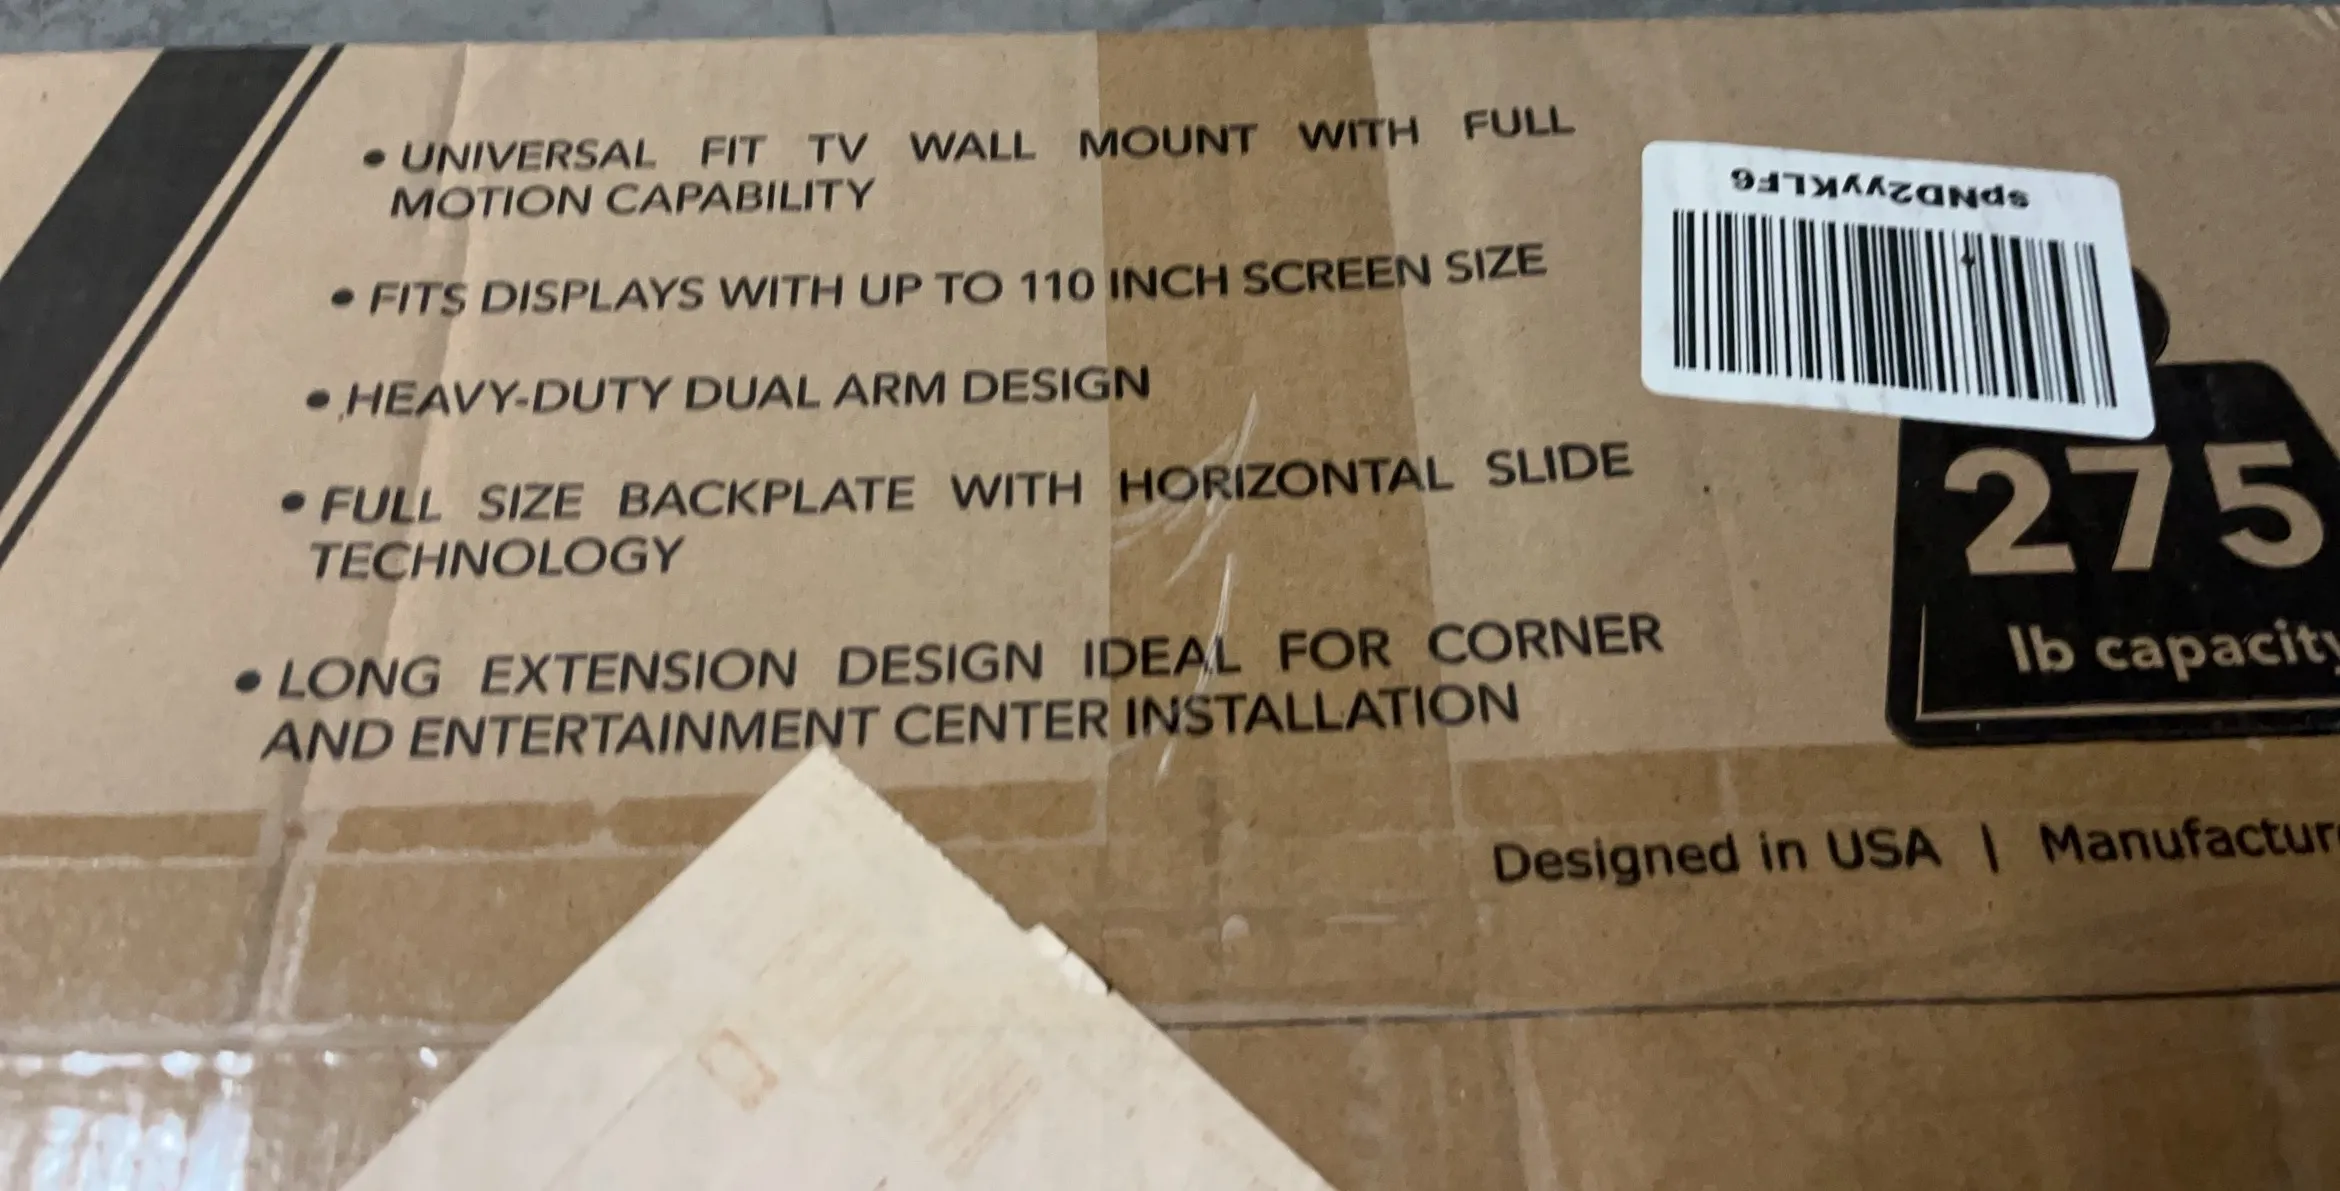 • UNIVERSAL FIT TV WALL MOUNT WITH FULL
MOTION CAPABILITY
• FITS DISPLAYS WITH UP TO 110 INCH SCREEN SIZE
• HEAVY-DUTY DUAL ARM DESIGN
• FULL SIZE BACKPLATE WITH HORIZONTAL SLIDE
TECHNOLOGY
• LONG EXTENSION DESIGN IDEAL FOR CORNER
AND ENTERTAINMENT CENTER INSTALLATION
spND2yyKLF6
275
lb capacity
Designed in USA |